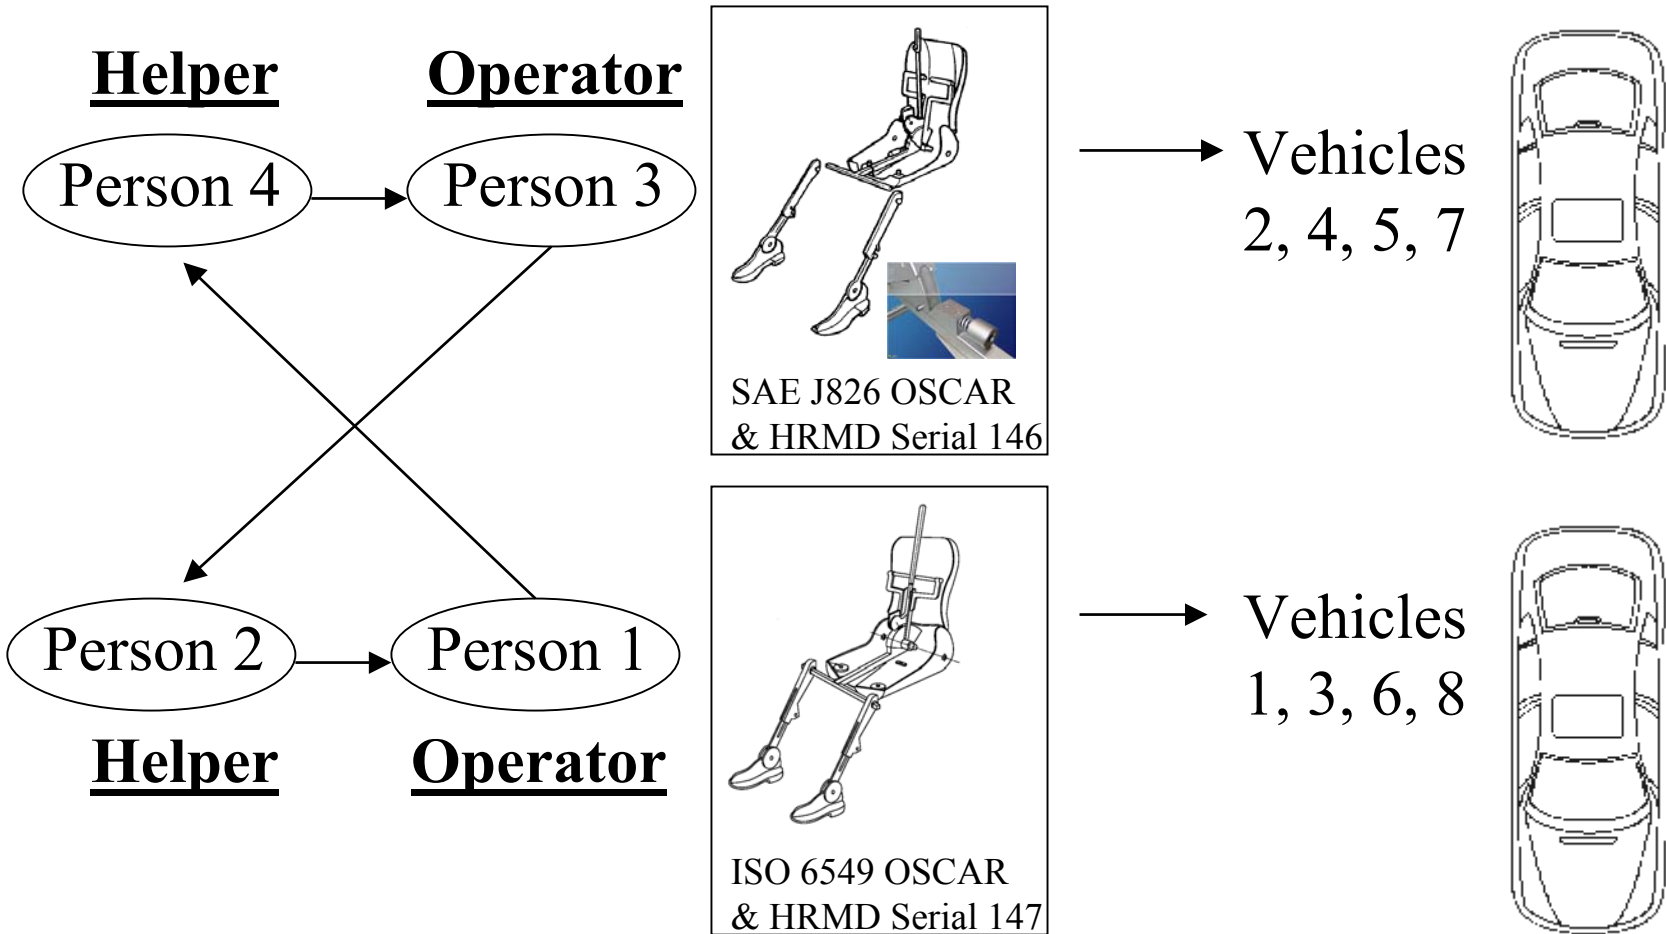 Helper
Operator
Person 4
Person 3
SAE J826 OSCAR
& HRMD Serial 146
Vehicles
2, 4, 5, 7
Person 2
Person 1
Helper
Operator
ISO 6549 OSCAR
& HRMD Serial 147
Vehicles
1, 3, 6, 8